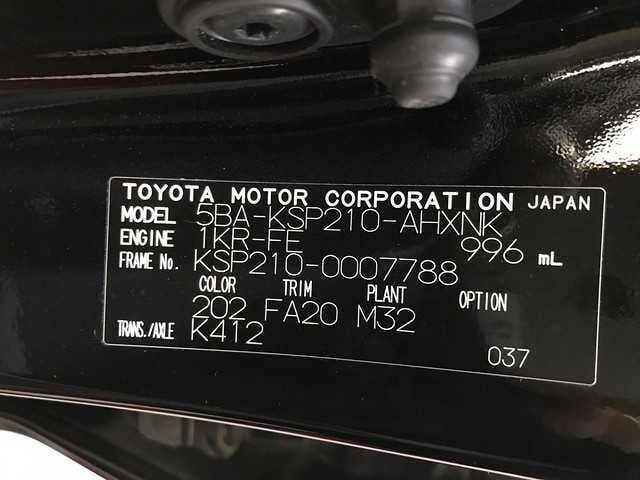 TOYOTA MOTOR CORPORATION JAPAN
MODEL 5BA-KSP210-AHXNK
ENGINE 1KR-FE 996 mL
FRAME No. KSP210-0007788
COLOR TRIM PLANT OPTION
202 FA20 M32
TRANS./AXLE K412
037